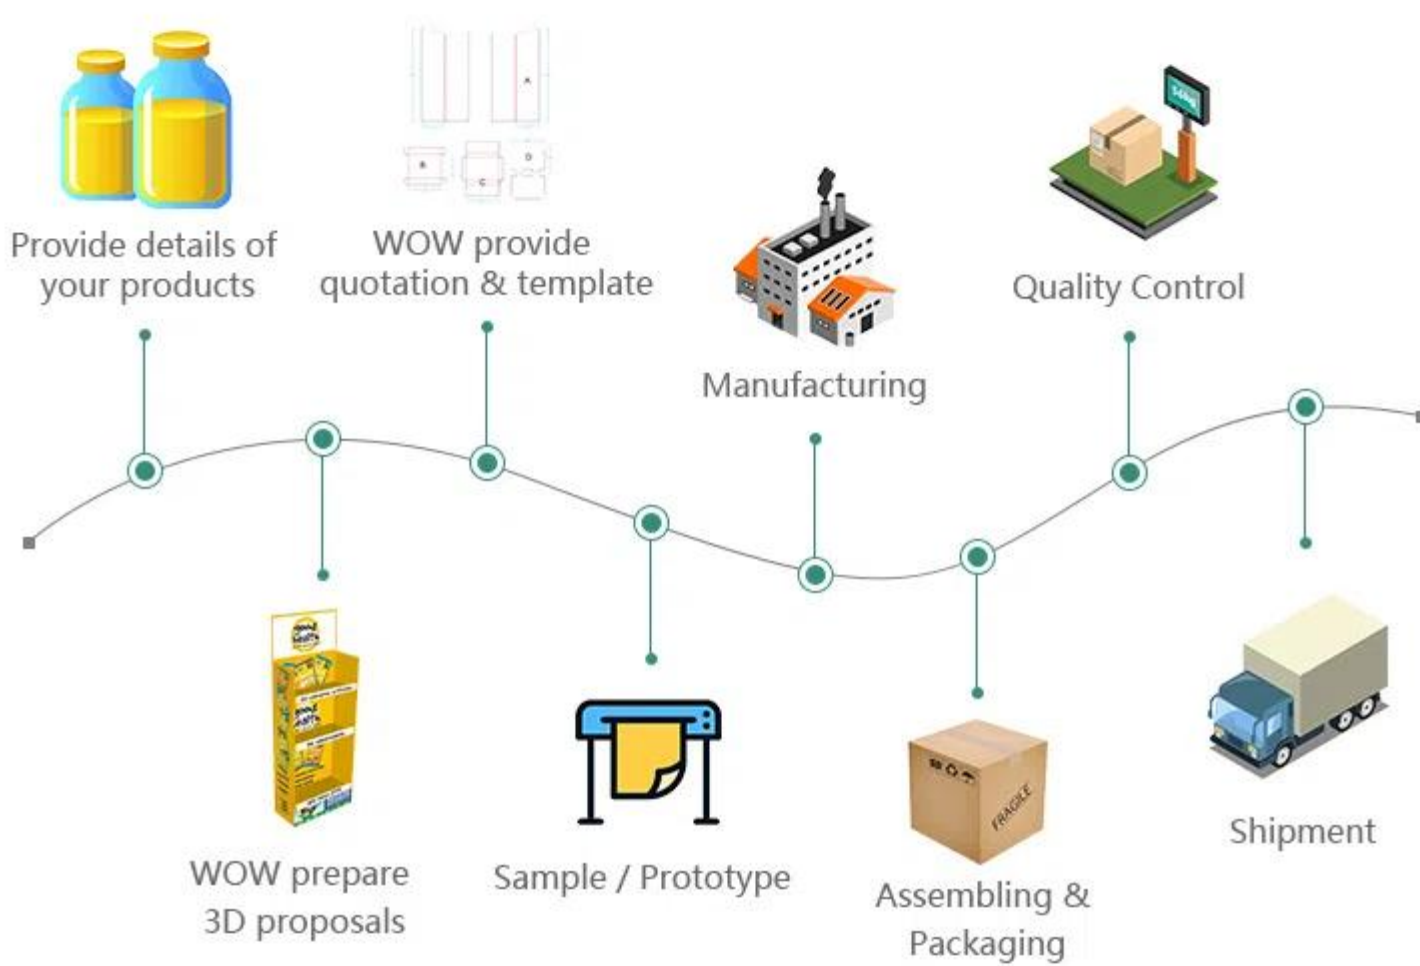 A
B
C
D
Provide details of
your products
WOW provide
quotation & template
Manufacturing
Quality Control
WOW prepare
3D proposals
Sample / Prototype
FRAGILE
Assembling &
Packaging
Shipment